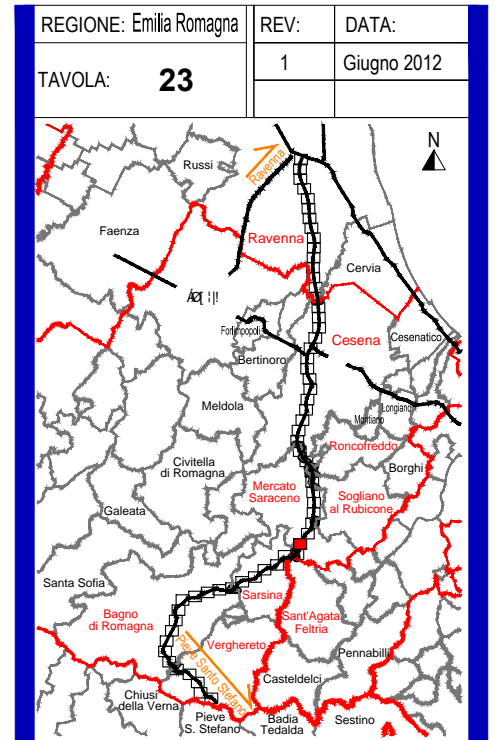 REGIONE: Emilia Romagna
REV:
DATA:
TAVOLA: 23
1
Giugno 2012
N
Russi
Ravenna
Faenza
Ravenna
Cervia
Forlimpopoli
Cesena
Cesenatico
Bertinoro
Meldola
Longiano
Montiano
Roncofreddo
Civitella
di Romagna
Borghi
Mercato
Saraceno
Sogliano
al Rubicone
Galeata
Santa Sofia
Sarsina
Bagno
di Romagna
Sant'Agata
Feltria
Verghereto
Pieve Santo Stefano
Pennabilli
Casteldelci
Chiusi
della Verna
Pieve
S. Stefano
Badia
Tedalda
Sestino